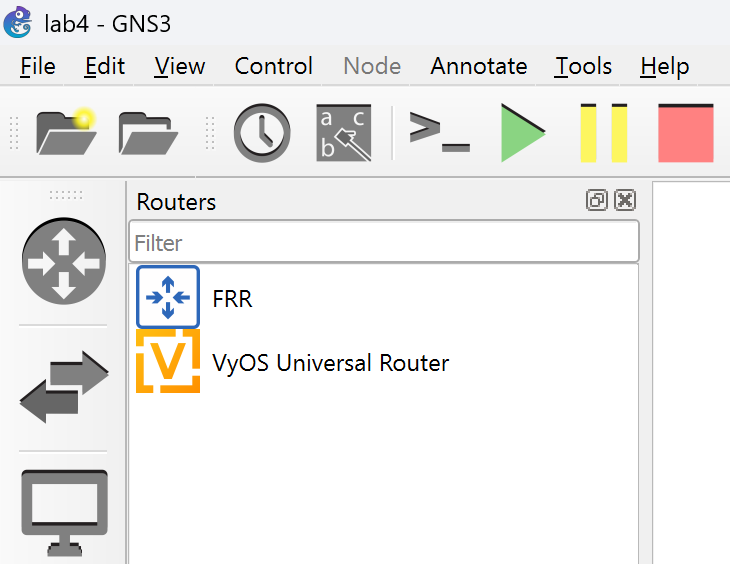 lab4 - GNS3
File Edit View Control Node Annotate Tools Help
a c
b
Routers
Filter
FRR
V VyOS Universal Router